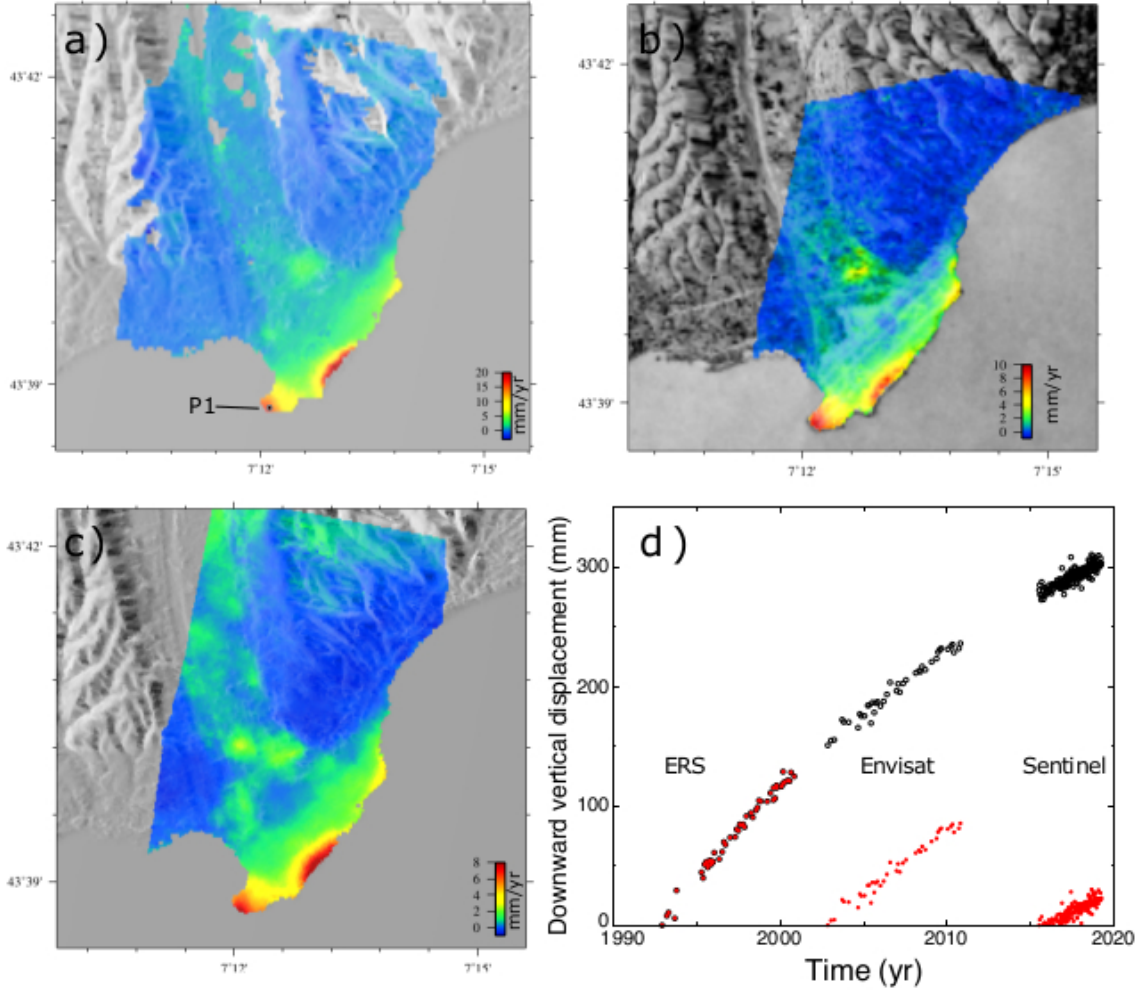 a)
43°42'
43°39'
P1
20
15
10
5
0
mm/yr
7°12'
7°15'
b)
43°42'
43°39'
10
8
6
4
2
0
mm/yr
7°12'
7°15'
c)
43°42'
43°39'
8
6
4
2
0
mm/yr
7°12'
7°15'
d)
Downward vertical displacement (mm)
300
200
100
0
ERS
Envisat
Sentinel
1990
2000
2010
2020
Time (yr)